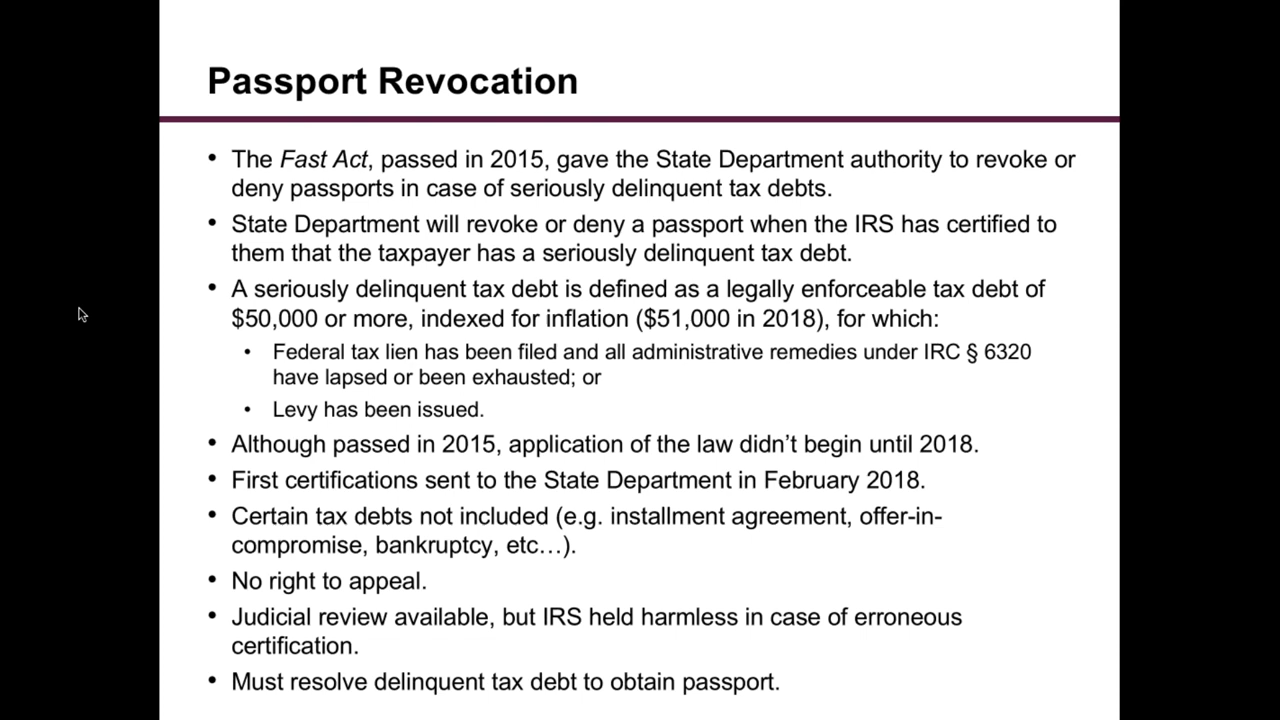 Passport Revocation
• The Fast Act, passed in 2015, gave the State Department authority to revoke or
deny passports in case of seriously delinquent tax debts.
• State Department will revoke or deny a passport when the IRS has certified to
them that the taxpayer has a seriously delinquent tax debt.
• A seriously delinquent tax debt is defined as a legally enforceable tax debt of
$50,000 or more, indexed for inflation ($51,000 in 2018), for which:
• Federal tax lien has been filed and all administrative remedies under IRC § 6320
have lapsed or been exhausted; or
• Levy has been issued.
• Although passed in 2015, application of the law didn’t begin until 2018.
• First certifications sent to the State Department in February 2018.
• Certain tax debts not included (e.g. installment agreement, offer-in-
compromise, bankruptcy, etc…).
• No right to appeal.
• Judicial review available, but IRS held harmless in case of erroneous
certification.
• Must resolve delinquent tax debt to obtain passport.